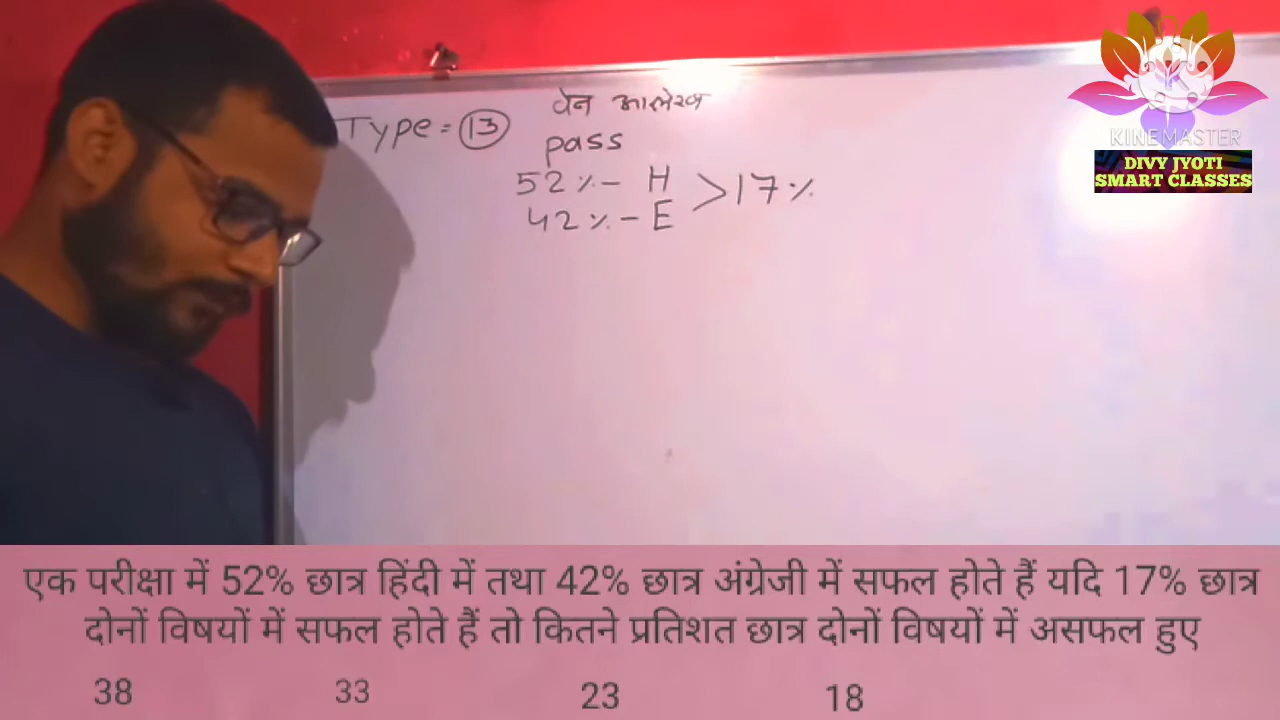 Type = 13 वेन आलेख
pass
52%- H
42%- E > 17%
KINEMASTER
DIVY JYOTI
SMART CLASSES
एक परीक्षा में 52% छात्र हिंदी में तथा 42% छात्र अंग्रेजी में सफल होते हैं यदि 17% छात्र
दोनों विषयों में सफल होते हैं तो कितने प्रतिशत छात्र दोनों विषयों में असफल हुए
38 33 23 18